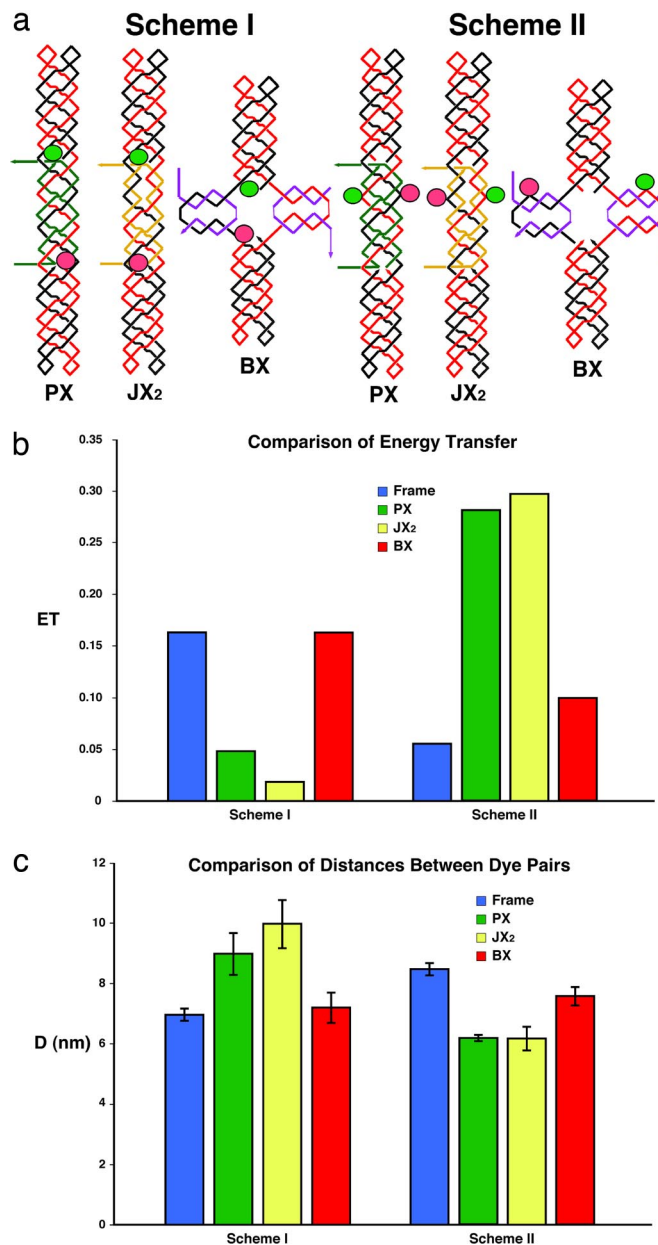 a
Scheme I Scheme II
PX JX2 BX PX JX2 BX
b
Comparison of Energy Transfer
0.35
0.30
0.25
0.20
0.15
0.10
0.05
0
ET
Frame
PX
JX2
BX
Scheme I Scheme II
c
Comparison of Distances Between Dye Pairs
12
10
8
6
4
2
0
D (nm)
Frame
PX
JX2
BX
Scheme I Scheme II